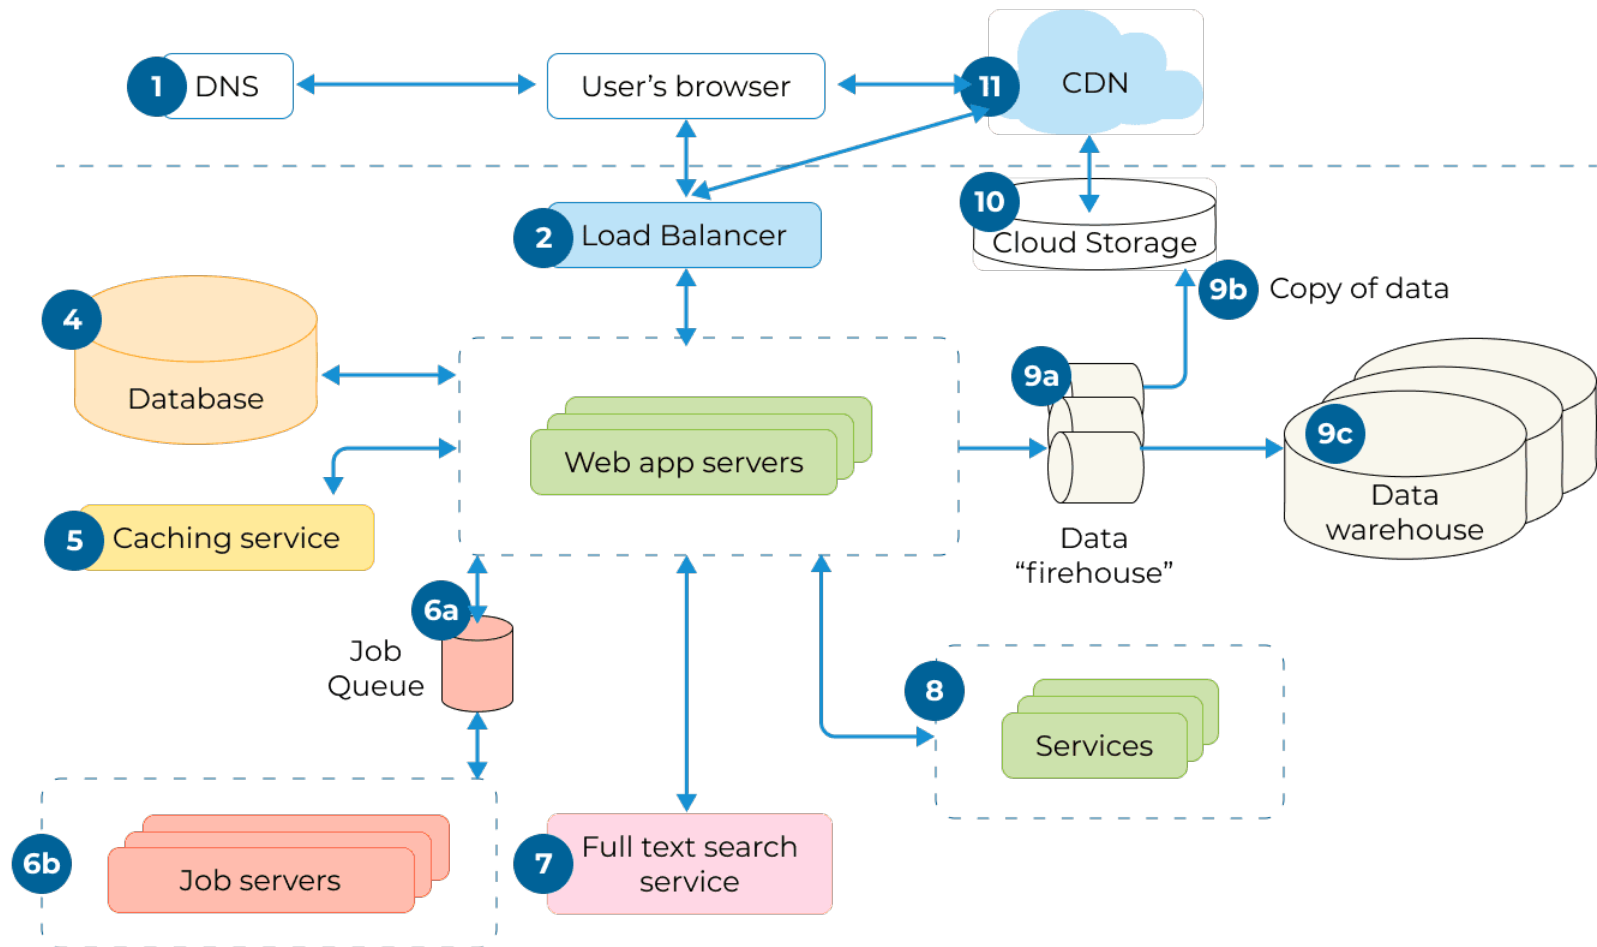 1 DNS
User's browser
11 CDN
10
Cloud Storage
2 Load Balancer
9b Copy of data
4
Database
9a
9c
Web app servers
Data
warehouse
5 Caching service
Data
“firehouse”
6a
Job
Queue
8
Services
6b
Job servers
7
Full text search
service